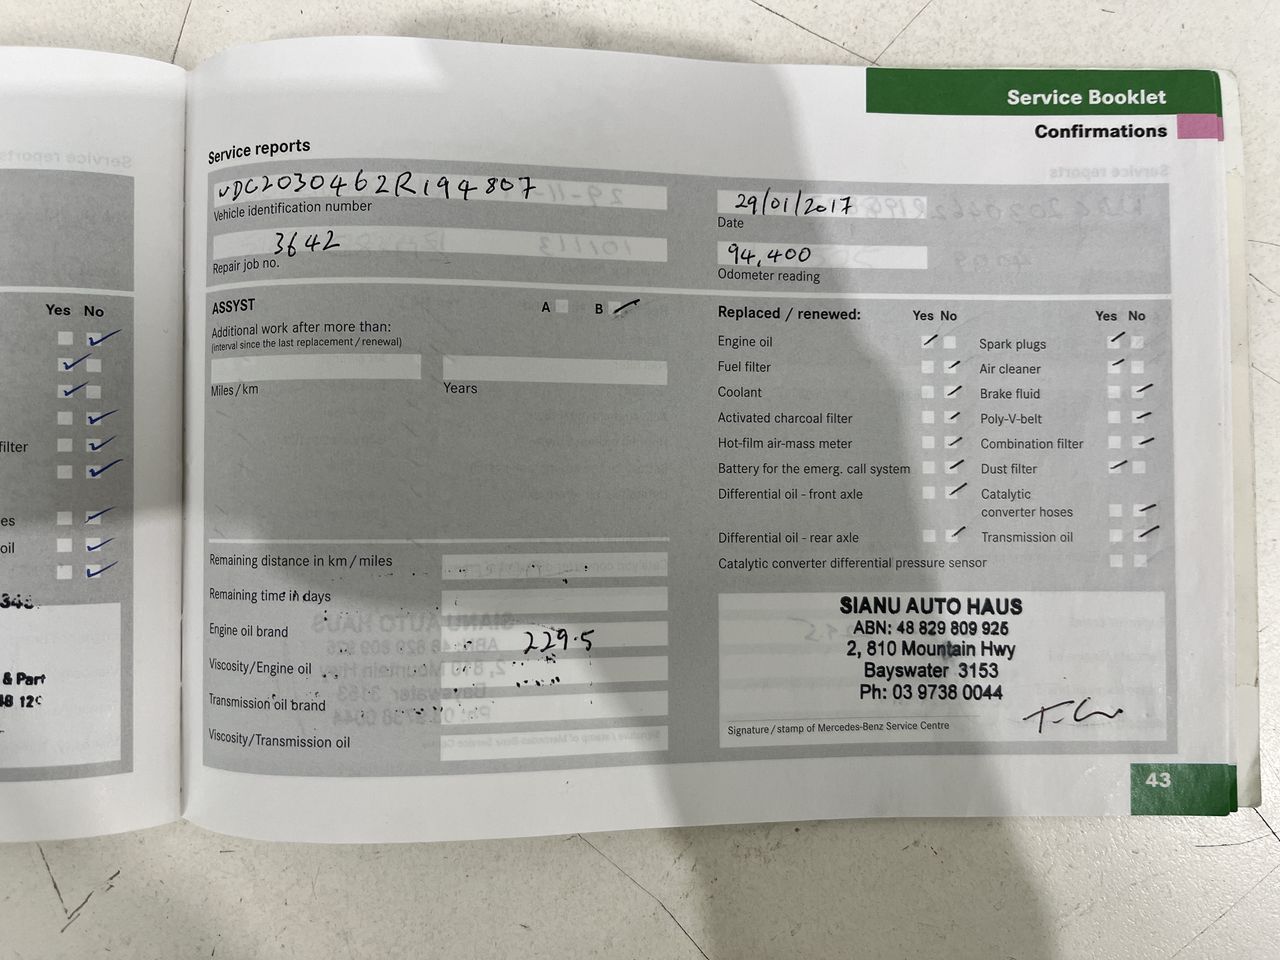 Service Booklet
Confirmations
Service reports
WDC2030462R194807
Vehicle identification number
29/01/2017
Date
3642
Repair job no.
94,400
Odometer reading
Yes No
filter
es
oil
& Part
ASSYST
A B
Additional work after more than:
(interval since the last replacement / renewal)
Miles/km Years
Remaining distance in km/miles
Remaining time in days
Engine oil brand
229.5
Viscosity/Engine oil
Transmission oil brand
Viscosity/Transmission oil
Replaced / renewed: Yes No Yes No
Engine oil
Spark plugs
Fuel filter
Air cleaner
Coolant
Brake fluid
Activated charcoal filter
Poly-V-belt
Hot-film air-mass meter
Combination filter
Battery for the emerg. call system
Dust filter
Differential oil - front axle
Catalytic
converter hoses
Differential oil - rear axle
Transmission oil
Catalytic converter differential pressure sensor
SIANU AUTO HAUS
ABN: 48 829 809 926
2, 810 Mountain Hwy
Bayswater 3153
Ph: 03 9738 0044
Signature/stamp of Mercedes-Benz Service Centre
43